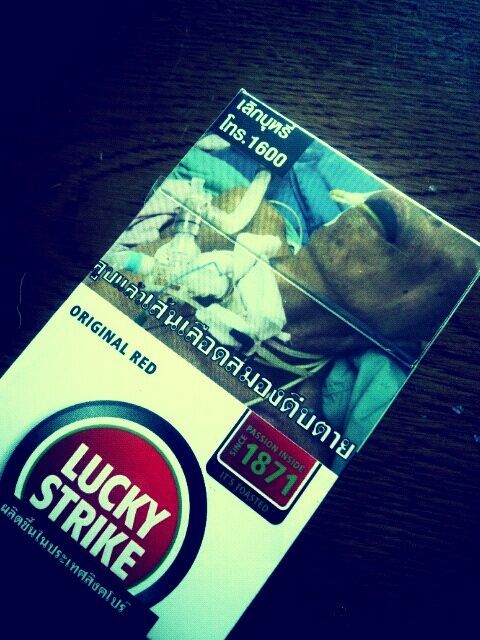 เลิกบุหรี่
โทร.1600
สูบแล้วเส้นเลือดสมองตีบตาย
ORIGINAL RED
LUCKY
STRIKE
PASSION INSIDE
SINCE
1871
IT'S TOASTED
ผลิตขึ้นในประเทศสิงคโปร์